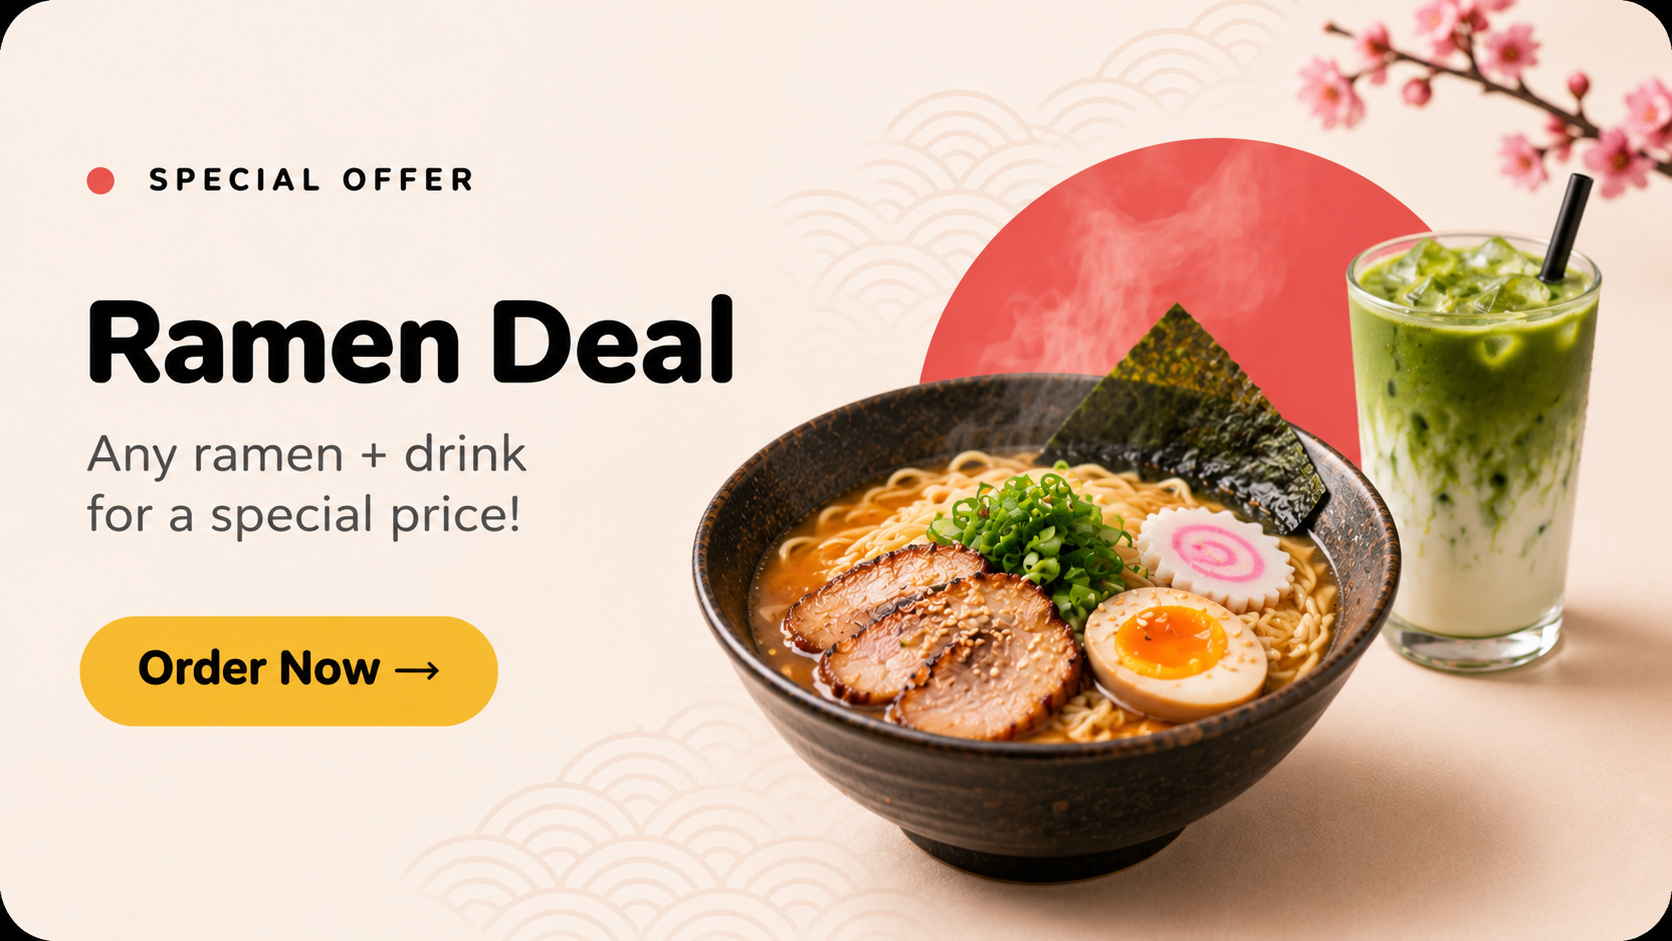 SPECIAL OFFER
Ramen Deal
Any ramen + drink
for a special price!
Order Now →